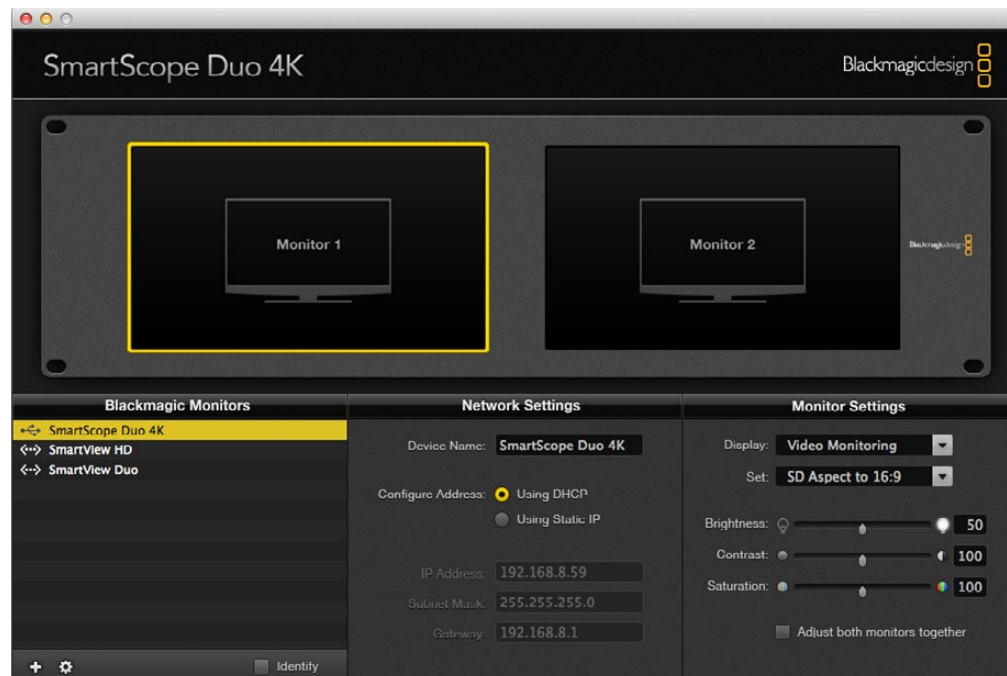 SmartScope Duo 4K
Blackmagicdesign
Monitor 1
Monitor 2
Blackmagicdesign
Blackmagic Monitors
SmartScope Duo 4K
SmartView HD
SmartView Duo
Identify
Network Settings
Device Name: SmartScope Duo 4K
Configure Address: Using DHCP
Using Static IP
IP Address: 192.168.8.59
Subnet Mask: 255.255.255.0
Gateway: 192.168.8.1
Monitor Settings
Display: Video Monitoring
Set: SD Aspect to 16:9
Brightness: 50
Contrast: 100
Saturation: 100
Adjust both monitors together